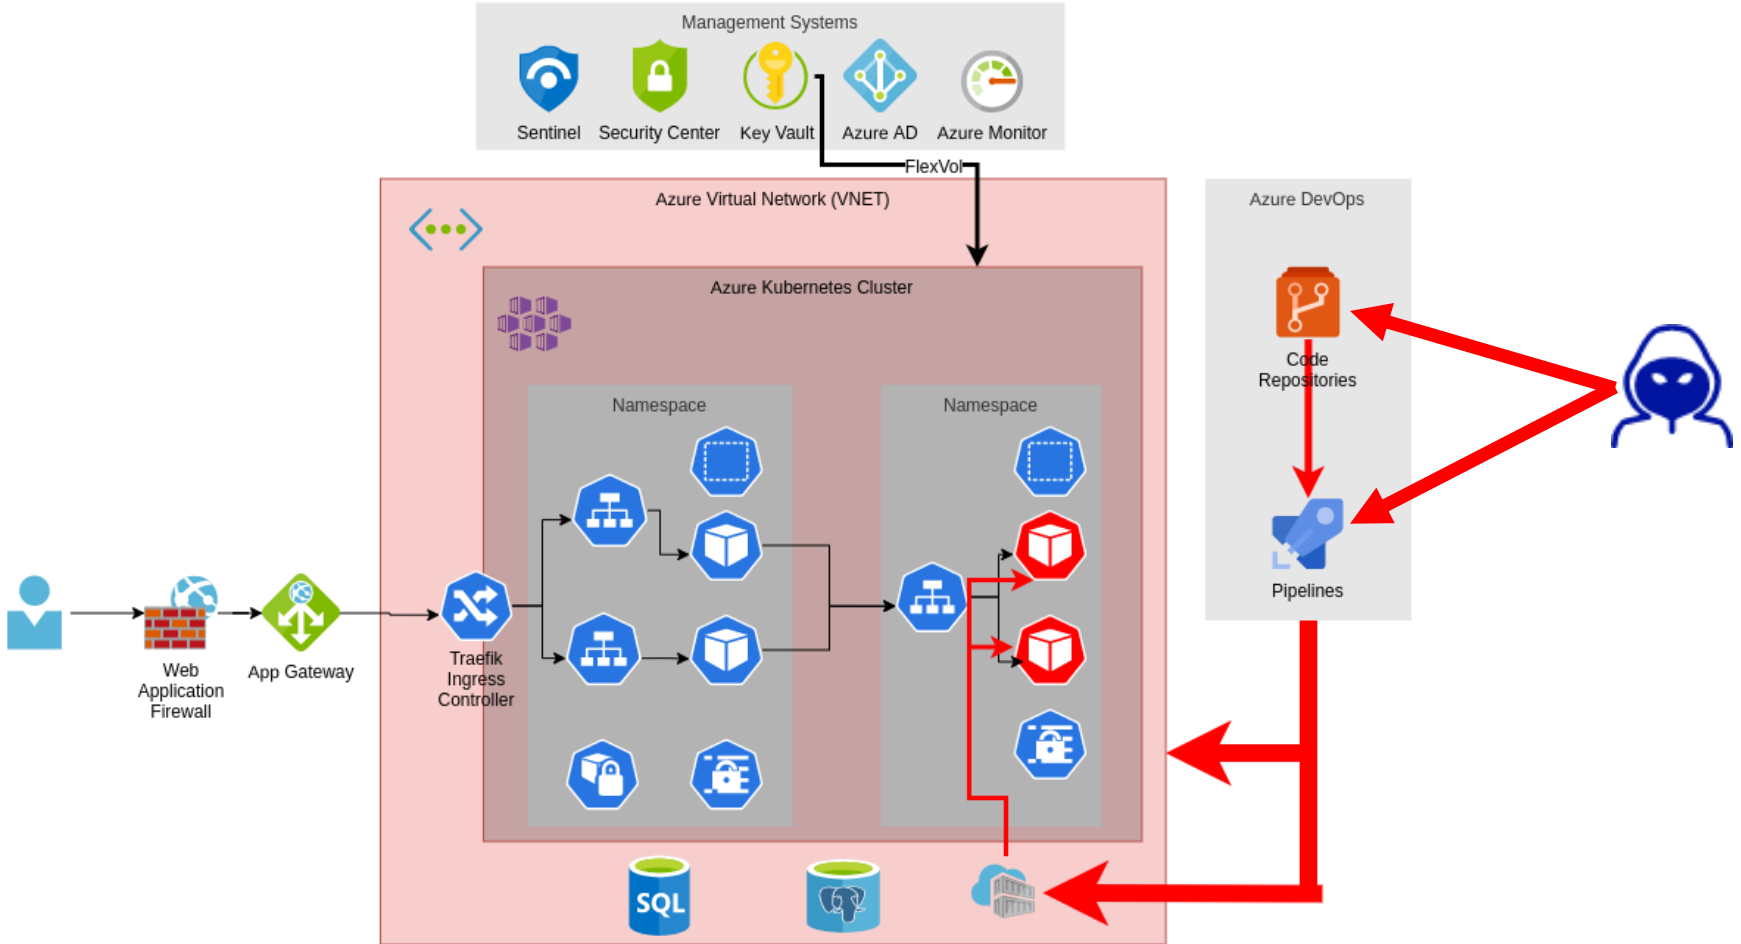 Management Systems
Sentinel
Security Center
Key Vault
Azure AD
Azure Monitor
FlexVol
Azure Virtual Network (VNET)
Azure DevOps
Azure Kubernetes Cluster
Code
Repositories
Namespace
Namespace
Pipelines
Traefik
Ingress
Controller
Web
Application
Firewall
App Gateway
SQL